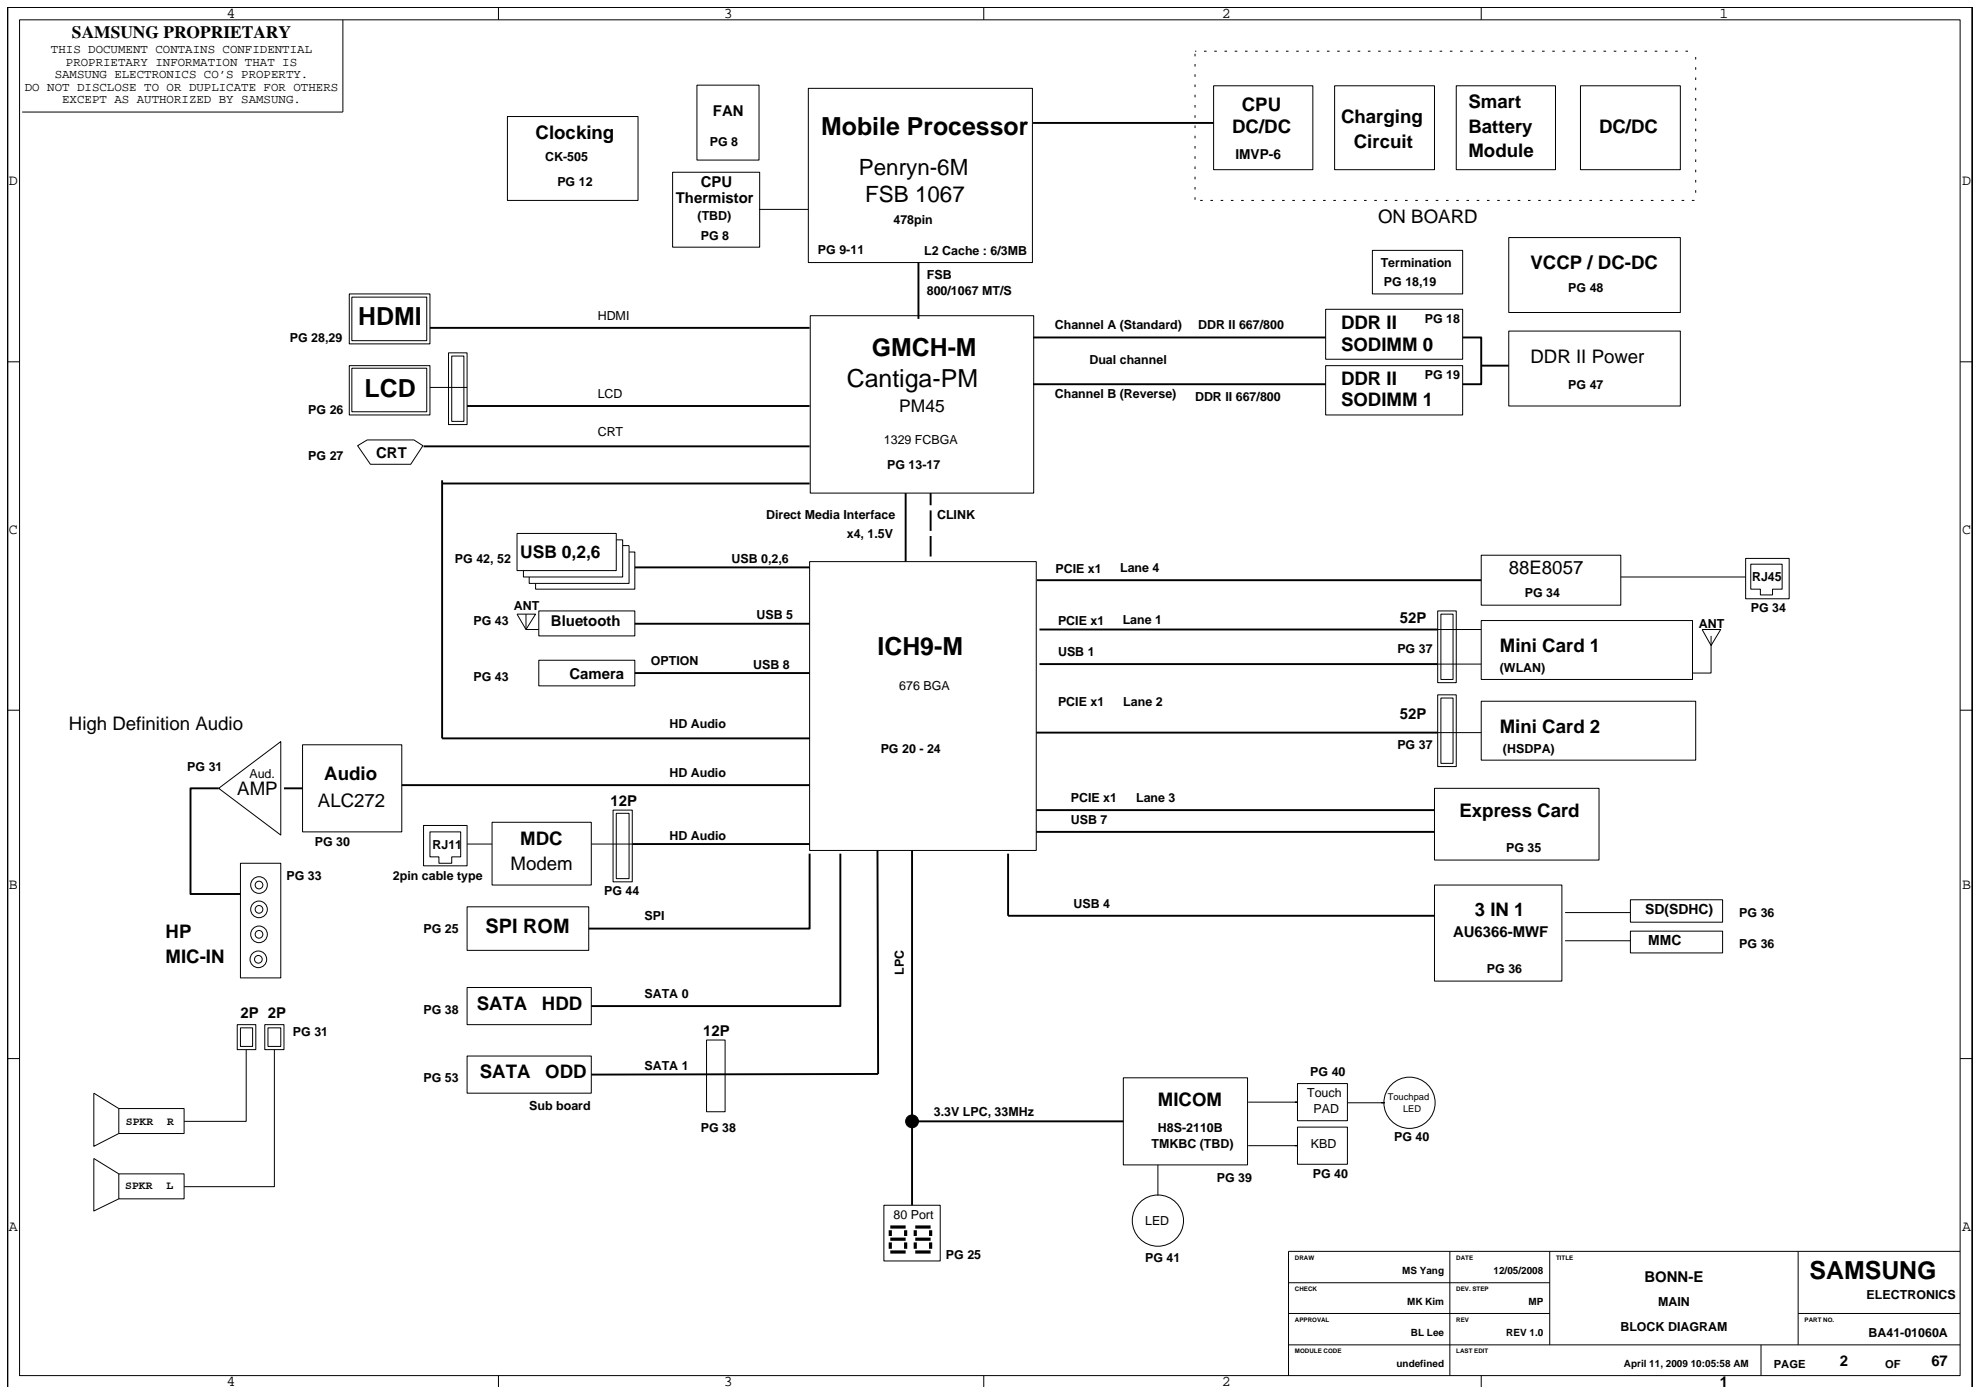 4
3
2
1
SAMSUNG PROPRIETARY
THIS DOCUMENT CONTAINS CONFIDENTIAL
PROPRIETARY INFORMATION THAT IS
SAMSUNG ELECTRONICS CO'S PROPERTY.
DO NOT DISCLOSE TO OR DUPLICATE FOR OTHERS
EXCEPT AS AUTHORIZED BY SAMSUNG.
D
D
Clocking
CK-505
PG 12
FAN
PG 8
CPU
Thermistor
(TBD)
PG 8
Mobile Processor
Penryn-6M
FSB 1067
478pin
PG 9-11
L2 Cache : 6/3MB
CPU
DC/DC
IMVP-6
Charging
Circuit
Smart
Battery
Module
DC/DC
ON BOARD
FSB
800/1067 MT/S
Termination
PG 18,19
VCCP / DC-DC
PG 48
HDMI
PG 28,29
HDMI
LCD
PG 26
LCD
CRT
PG 27
CRT
GMCH-M
Cantiga-PM
PM45
1329 FCBGA
PG 13-17
Channel A (Standard) DDR II 667/800
Dual channel
Channel B (Reverse) DDR II 667/800
DDR II PG 18
SODIMM 0
DDR II PG 19
SODIMM 1
DDR II Power
PG 47
C
C
Direct Media Interface
x4, 1.5V
CLINK
PG 42, 52
USB 0,2,6
USB 0,2,6
ANT
PG 43
Bluetooth
USB 5
PG 43
Camera
OPTION
USB 8
ICH9-M
676 BGA
PG 20 - 24
PCIE x1 Lane 4
88E8057
PG 34
RJ45
PG 34
PCIE x1 Lane 1
52P
USB 1
PG 37
Mini Card 1
(WLAN)
ANT
PCIE x1 Lane 2
52P
PG 37
Mini Card 2
(HSDPA)
PCIE x1 Lane 3
USB 7
Express Card
PG 35
High Definition Audio
HD Audio
PG 31
Aud.
AMP
Audio
ALC272
PG 30
HD Audio
12P
RJ11
2pin cable type
MDC
Modem
HD Audio
PG 44
B
B
PG 33
HP
MIC-IN
PG 25
SPI ROM
SPI
LPC
USB 4
3 IN 1
AU6366-MWF
PG 36
SD(SDHC)
PG 36
MMC
PG 36
PG 38
SATA HDD
SATA 0
2P 2P
PG 31
12P
PG 53
SATA ODD
SATA 1
Sub board
PG 38
SPKR R
SPKR L
3.3V LPC, 33MHz
MICOM
H8S-2110B
TMKBC (TBD)
PG 39
PG 40
Touch
PAD
Touchpad
LED
PG 40
KBD
PG 40
LED
PG 41
80 Port
88
PG 25
A
A
DRAW
MS Yang
DATE
12/05/2008
TITLE
BONN-E
MAIN
BLOCK DIAGRAM
SAMSUNG
ELECTRONICS
CHECK
MK Kim
DEV. STEP
MP
APPROVAL
BL Lee
REV
REV 1.0
PART NO.
BA41-01060A
MODULE CODE
undefined
LAST EDIT
April 11, 2009 10:05:58 AM
PAGE 2 OF 67
4
3
2
1